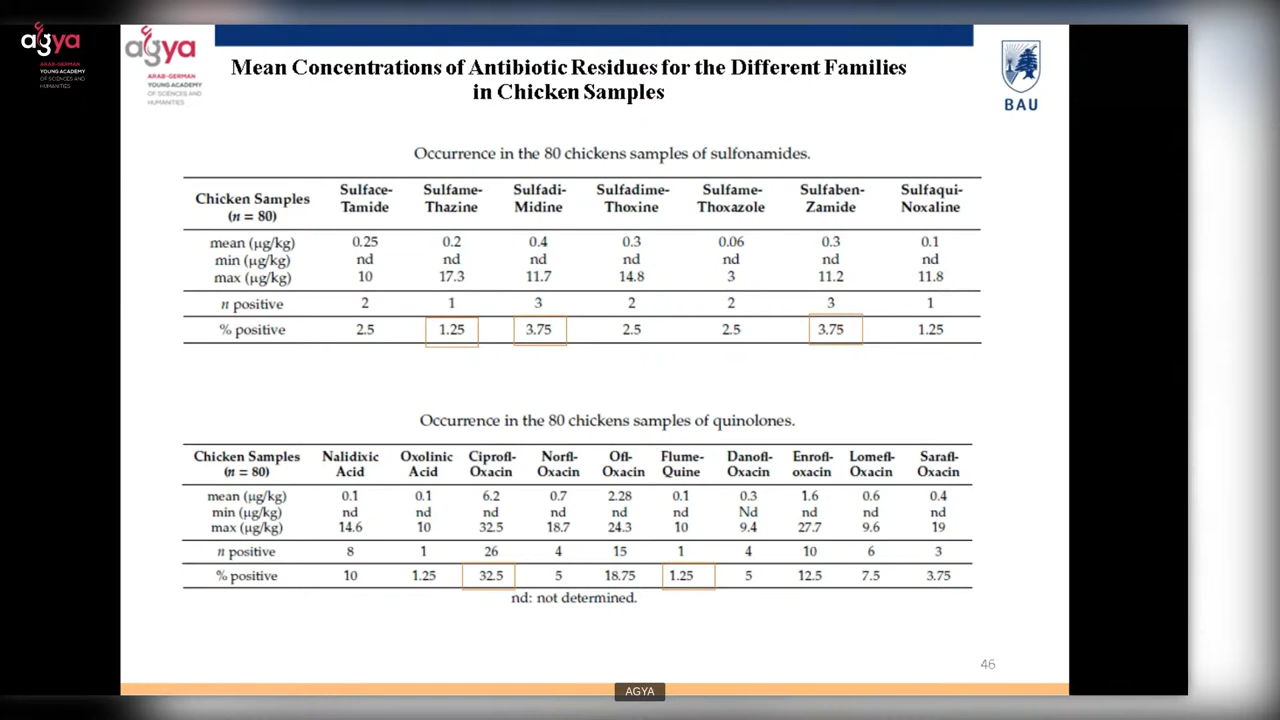 agya
ARAB-GERMAN
YOUNG ACADEMY
OF SCIENCES AND
HUMANITIES
agya
ARAB-GERMAN
YOUNG ACADEMY
OF SCIENCES AND
HUMANITIES
Mean Concentrations of Antibiotic Residues for the Different Families
in Chicken Samples
BAU
Occurrence in the 80 chickens samples of sulfonamides.
Chicken Samples (n = 80) Sulface-Tamide Sulfame-Thazine Sulfadi-Midine Sulfadime-Thoxine Sulfame-Thoxazole Sulfaben-Zamide Sulfaqui-Noxaline
mean (µg/kg) 0.25 0.2 0.4 0.3 0.06 0.3 0.1
min (µg/kg) nd nd nd nd nd nd nd
max (µg/kg) 10 17.3 11.7 14.8 3 11.2 11.8
n positive 2 1 3 2 2 3 1
% positive 2.5 1.25 3.75 2.5 2.5 3.75 1.25
Occurrence in the 80 chickens samples of quinolones.
Chicken Samples (n = 80) Nalidixic Acid Oxolinic Acid Ciprofl-Oxacin Norfl-Oxacin Ofl-Oxacin Flume-Quine Danofl-Oxacin Enrofl-oxacin Lomefl-Oxacin Sarafl-Oxacin
mean (µg/kg) 0.1 0.1 6.2 0.7 2.28 0.1 0.3 1.6 0.6 0.4
min (µg/kg) nd nd nd nd nd nd Nd nd nd nd
max (µg/kg) 14.6 10 32.5 18.7 24.3 10 9.4 27.7 9.6 19
n positive 8 1 26 4 15 1 4 10 6 3
% positive 10 1.25 32.5 5 18.75 1.25 5 12.5 7.5 3.75
nd: not determined.
46
AGYA